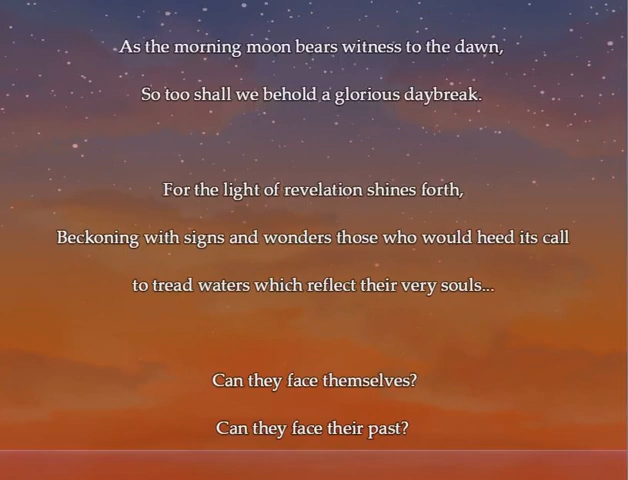 As the morning moon bears witness to the dawn,
So too shall we behold a glorious daybreak.
For the light of revelation shines forth,
Beckoning with signs and wonders those who would heed its call
to tread waters which reflect their very souls...
Can they face themselves?
Can they face their past?